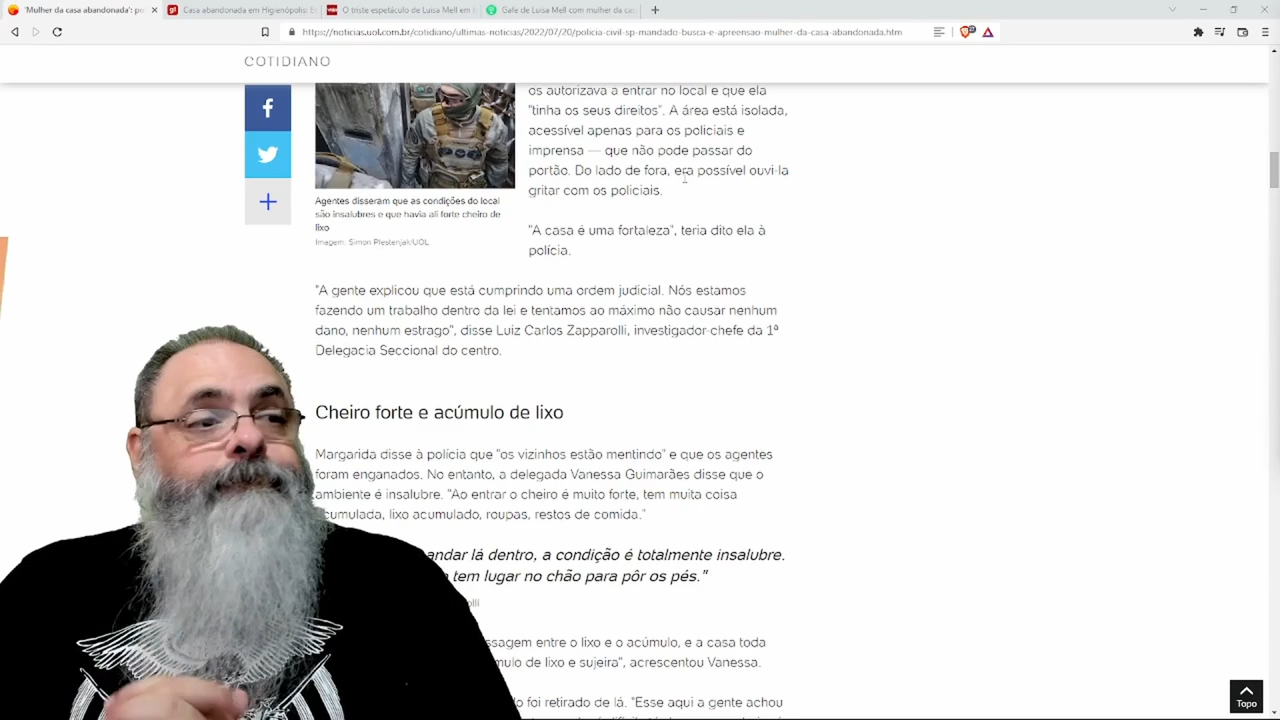 'Mulher da casa abandonada': po
Casa abandonada em Higienópolis: E
O triste espetáculo de Luisa Mell em
Gafe de Luisa Mell com mulher da ca
https://noticias.uol.com.br/cotidiano/ultimas-noticias/2022/07/20/policia-civil-sp-mandado-busca-e-apreensao-mulher-da-casa-abandonada.htm
COTIDIANO
os autorizava a entrar no local e que ela
"tinha os seus direitos". A área está isolada,
acessível apenas para os policiais e
imprensa — que não pode passar do
portão. Do lado de fora, era possível ouvi-la
gritar com os policiais.
Agentes disseram que as condições do local
são insalubres e que havia ali forte cheiro de
lixo
Imagem: Simon Plestenjak/UOL
"A casa é uma fortaleza", teria dito ela à
polícia.
"A gente explicou que está cumprindo uma ordem judicial. Nós estamos
fazendo um trabalho dentro da lei e tentamos ao máximo não causar nenhum
dano, nenhum estrago", disse Luiz Carlos Zapparolli, investigador-chefe da 1ª
Delegacia Seccional do centro.
Cheiro forte e acúmulo de lixo
Margarida disse à polícia que "os vizinhos estão mentindo" e que os agentes
foram enganados. No entanto, a delegada Vanessa Guimarães disse que o
ambiente é insalubre. "Ao entrar o cheiro é muito forte, tem muita coisa
cumulada, lixo acumulado, roupas, restos de comida."
andar lá dentro, a condição é totalmente insalubre.
tem lugar no chão para pôr os pés."
olli
ssagem entre o lixo e o acúmulo, e a casa toda
mulo de lixo e sujeira", acrescentou Vanessa.
o foi retirado de lá. "Esse aqui a gente achou
Topo